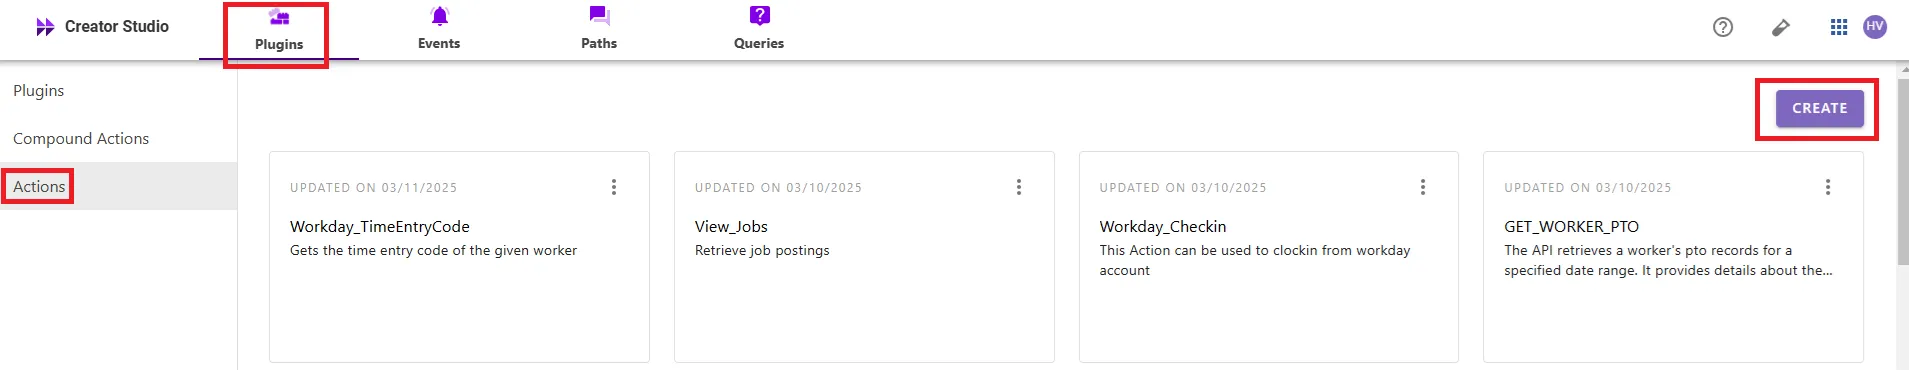 Creator Studio
Plugins
Events
Paths
Queries
HV
Plugins
Compound Actions
Actions
CREATE
UPDATED ON 03/11/2025
Workday_TimeEntryCode
Gets the time entry code of the given worker
UPDATED ON 03/10/2025
View_Jobs
Retrieve job postings
UPDATED ON 03/10/2025
Workday_Checkin
This Action can be used to clockin from workday
account
UPDATED ON 03/10/2025
GET_WORKER_PTO
The API retrieves a worker's pto records for a
specified date range. It provides details about the...